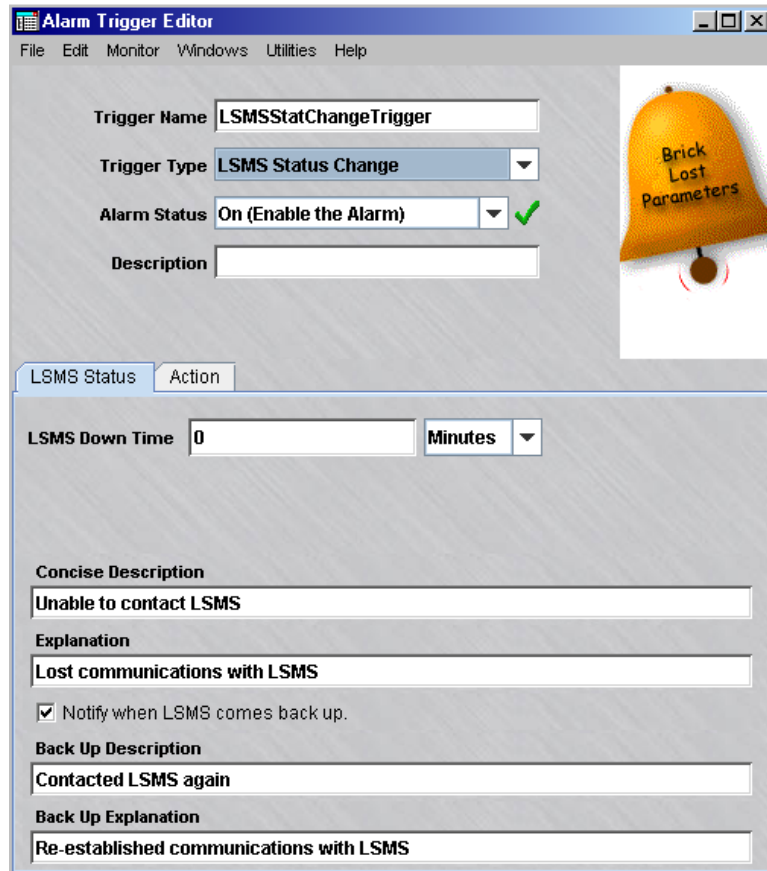 Alarm Trigger Editor
File Edit Monitor Windows Utilities Help
Trigger Name LSMSStatChangeTrigger
Trigger Type LSMS Status Change
Alarm Status On (Enable the Alarm)
Description
Brick
Lost
Parameters
LSMS Status Action
LSMS Down Time 0 Minutes
Concise Description
Unable to contact LSMS
Explanation
Lost communications with LSMS
Notify when LSMS comes back up.
Back Up Description
Contacted LSMS again
Back Up Explanation
Re-established communications with LSMS